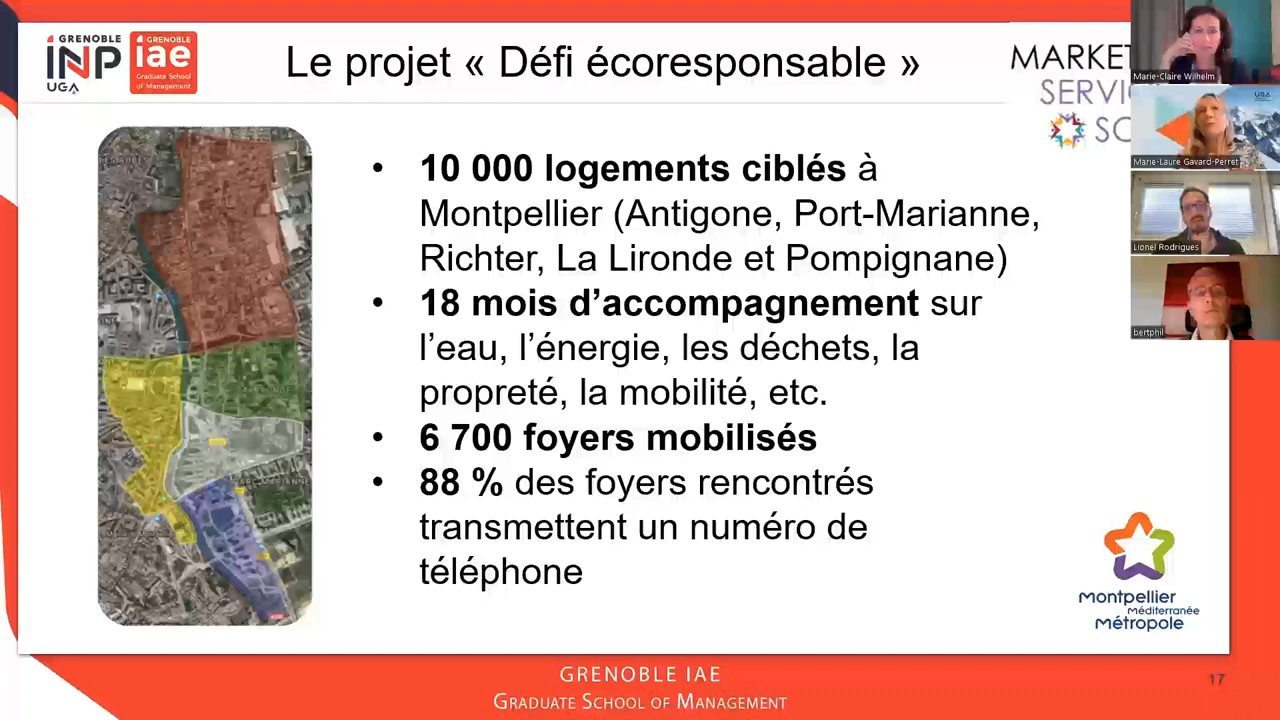 GRENOBLE
INP
UGA
GRENOBLE
iae
Graduate School
of Management
Le projet « Défi écoresponsable »
MARKET
SERVIC
SO
Marie-Claire Wilhelm
UGA
Marie-Laure Gavard-Perret
Lionel Rodrigues
bertphil
• 10 000 logements ciblés à
Montpellier (Antigone, Port-Marianne,
Richter, La Lironde et Pompignane)
• 18 mois d’accompagnement sur
l’eau, l’énergie, les déchets, la
propreté, la mobilité, etc.
• 6 700 foyers mobilisés
• 88 % des foyers rencontrés
transmettent un numéro de
téléphone
montpellier
méditerranée
métropole
GRENOBLE IAE
GRADUATE SCHOOL OF MANAGEMENT
17